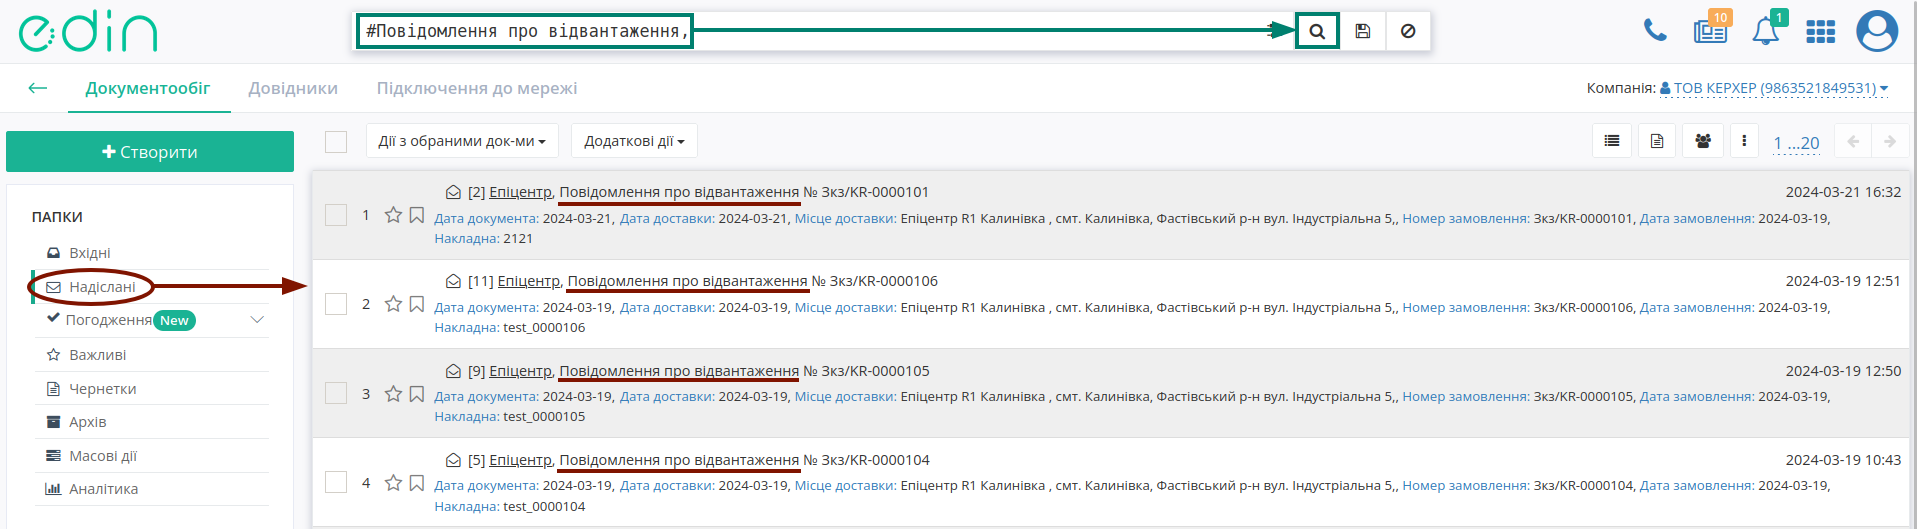 edin
#Повідомлення про відвантаження,
10
1
Документообіг
Довідники
Підключення до мережі
Компанія: ТОВ КЕРХЕР (9863521849531)
Створити
Дії з обраними док-ми
Додаткові дії
1 ...20
ПАПКИ
Вхідні
Надіслані
Погодження New
Важливі
Чернетки
Архів
Масові дії
Аналітика
1
[2] Епіцентр, Повідомлення про відвантаження № Зкз/KR-0000101
2024-03-21 16:32
Дата документа: 2024-03-21, Дата доставки: 2024-03-21, Місце доставки: Епіцентр R1 Калинівка , смт. Калинівка, Фастівський р-н вул. Індустріальна 5,, Номер замовлення: Зкз/KR-0000101, Дата замовлення: 2024-03-19,
Накладна: 2121
2
[11] Епіцентр, Повідомлення про відвантаження № Зкз/KR-0000106
2024-03-19 12:51
Дата документа: 2024-03-19, Дата доставки: 2024-03-19, Місце доставки: Епіцентр R1 Калинівка , смт. Калинівка, Фастівський р-н вул. Індустріальна 5,, Номер замовлення: Зкз/KR-0000106, Дата замовлення: 2024-03-19,
Накладна: test_0000106
3
[9] Епіцентр, Повідомлення про відвантаження № Зкз/KR-0000105
2024-03-19 12:50
Дата документа: 2024-03-19, Дата доставки: 2024-03-19, Місце доставки: Епіцентр R1 Калинівка , смт. Калинівка, Фастівський р-н вул. Індустріальна 5,, Номер замовлення: Зкз/KR-0000105, Дата замовлення: 2024-03-19,
Накладна: test_0000105
4
[5] Епіцентр, Повідомлення про відвантаження № Зкз/KR-0000104
2024-03-19 10:43
Дата документа: 2024-03-19, Дата доставки: 2024-03-19, Місце доставки: Епіцентр R1 Калинівка , смт. Калинівка, Фастівський р-н вул. Індустріальна 5,, Номер замовлення: Зкз/KR-0000104, Дата замовлення: 2024-03-19,
Накладна: test_0000104